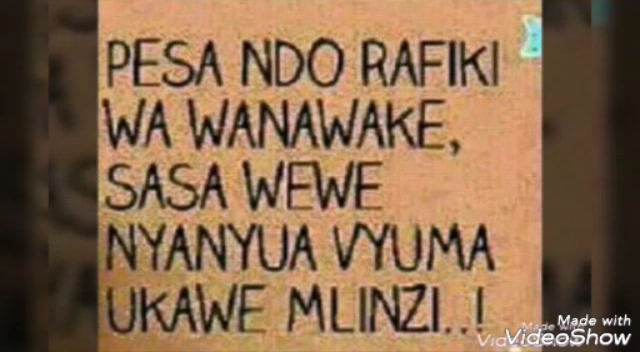 PESA NDO RAFIKI
WA WANAWAKE,
SASA WEWE
NYANYUA VYUMA
UKAWE MLINZI..!
Made with
VideoShow